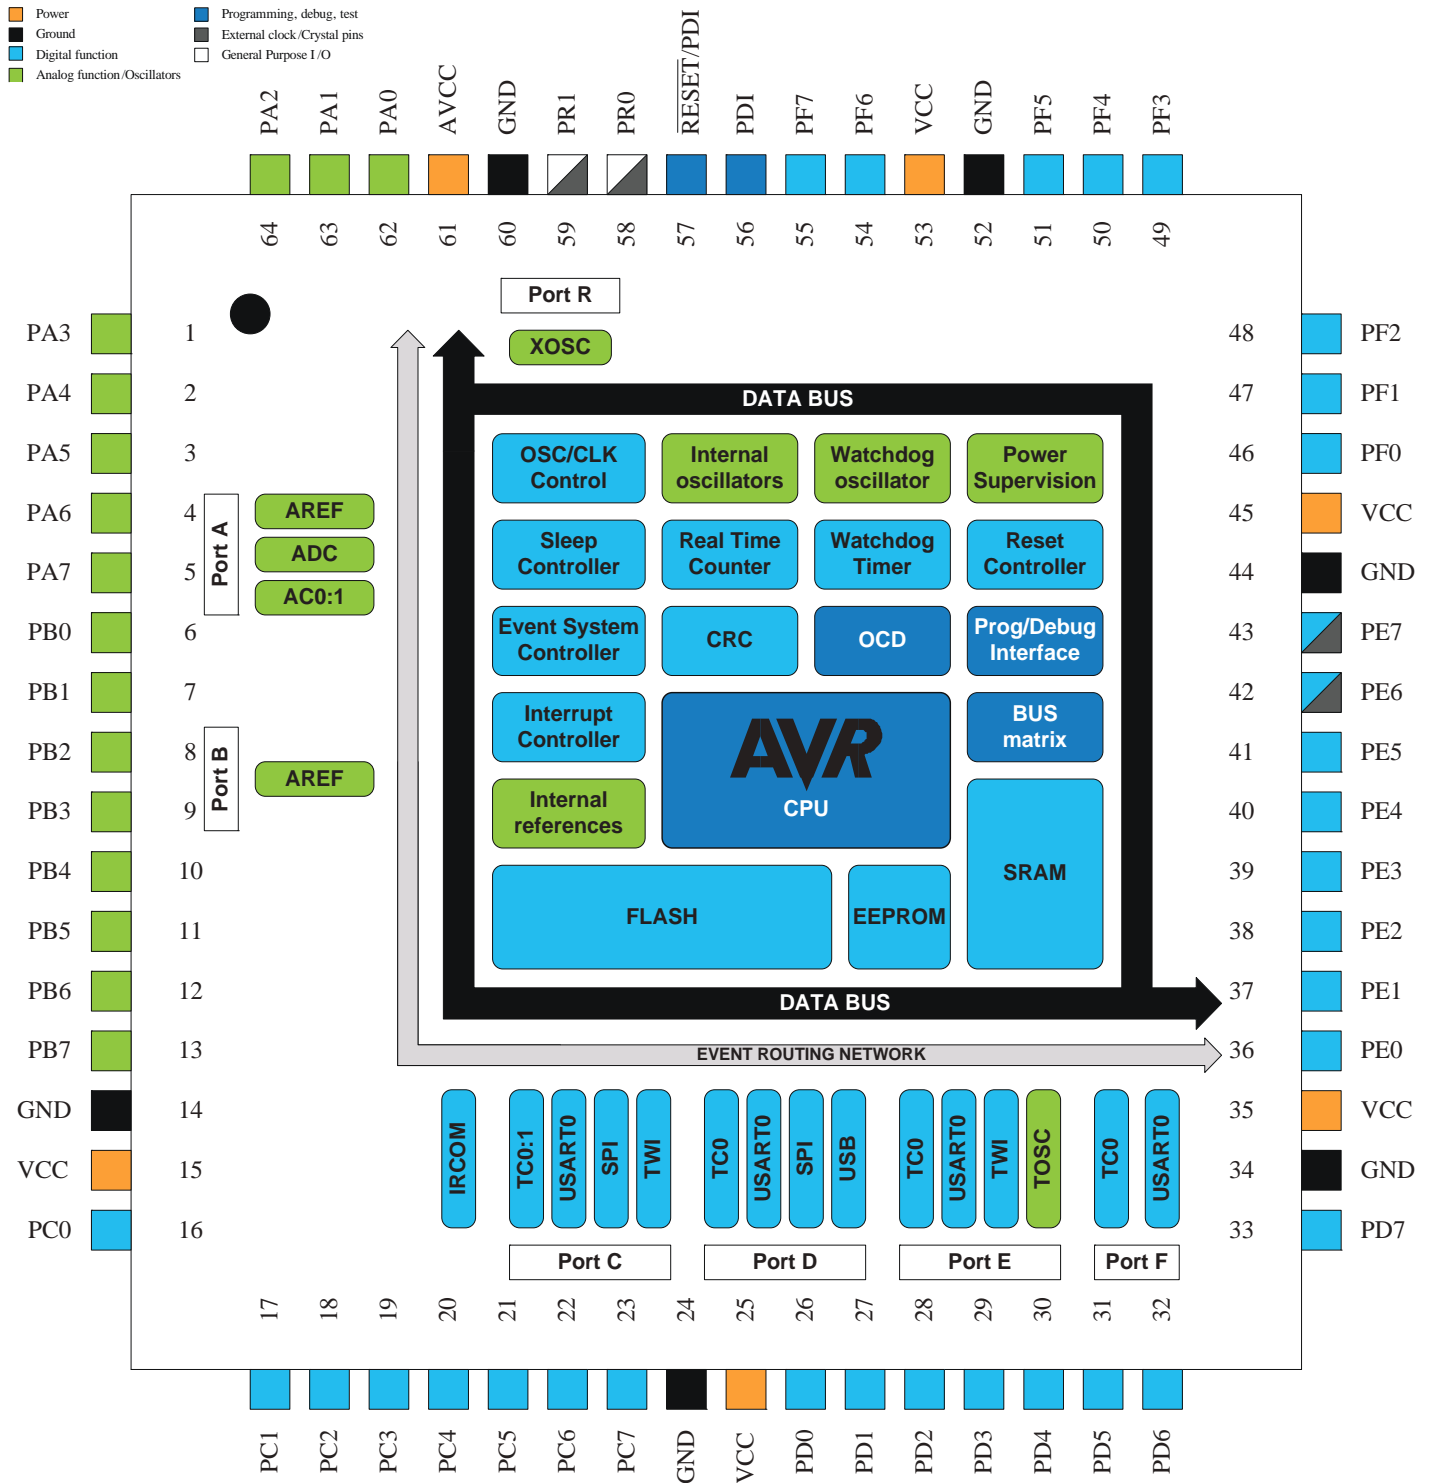 Power
Ground
Digital function
Analog function/Oscillators
Programming, debug, test
External clock/Crystal pins
General Purpose I/O
PA2
PA1
PA0
AVCC
GND
PR1
PR0
RESET/PDI
PDI
PF7
PF6
VCC
GND
PF5
PF4
PF3
64
63
62
61
60
59
58
57
56
55
54
53
52
51
50
49
PA3 1
PA4 2
PA5 3
PA6 4
PA7 5
PB0 6
PB1 7
PB2 8
PB3 9
PB4 10
PB5 11
PB6 12
PB7 13
GND 14
VCC 15
PC0 16
Port R
XOSC
Port A
AREF
ADC
AC0:1
Port B
AREF
DATA BUS
OSC/CLK
Control
Internal
oscillators
Watchdog
oscillator
Power
Supervision
Sleep
Controller
Real Time
Counter
Watchdog
Timer
Reset
Controller
Event System
Controller
CRC
OCD
Prog/Debug
Interface
Interrupt
Controller
AVR
CPU
BUS
matrix
Internal
references
SRAM
FLASH
EEPROM
DATA BUS
EVENT ROUTING NETWORK
IRCOM
TC0:1
USART0
SPI
TWI
TC0
USART0
SPI
USB
TC0
USART0
TWI
TOSC
TC0
USART0
Port C
Port D
Port E
Port F
48 PF2
47 PF1
46 PF0
45 VCC
44 GND
43 PE7
42 PE6
41 PE5
40 PE4
39 PE3
38 PE2
37 PE1
36 PE0
35 VCC
34 GND
33 PD7
17
18
19
20
21
22
23
24
25
26
27
28
29
30
31
32
PC1
PC2
PC3
PC4
PC5
PC6
PC7
GND
VCC
PD0
PD1
PD2
PD3
PD4
PD5
PD6